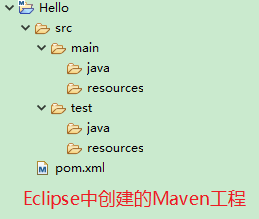 Hello
src
main
java
resources
test
java
resources
pom.xml
Eclipse中创建的Maven工程